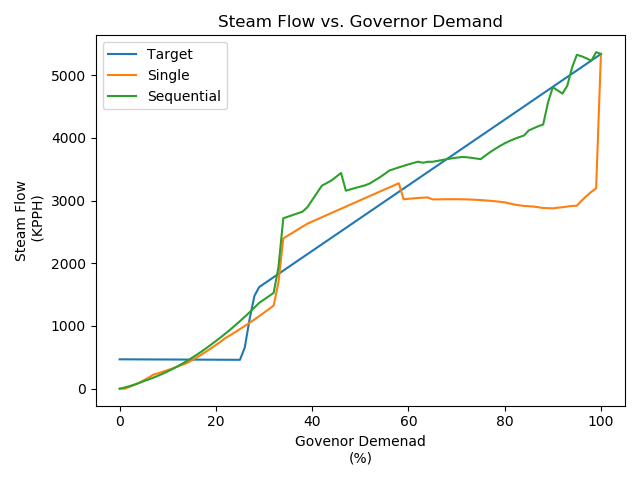 Steam Flow vs. Governor Demand
Target
Single
Sequential
Steam Flow
(KPPH)
5000
4000
3000
2000
1000
0
0 20 40 60 80 100
Govenor Demenad
(%)